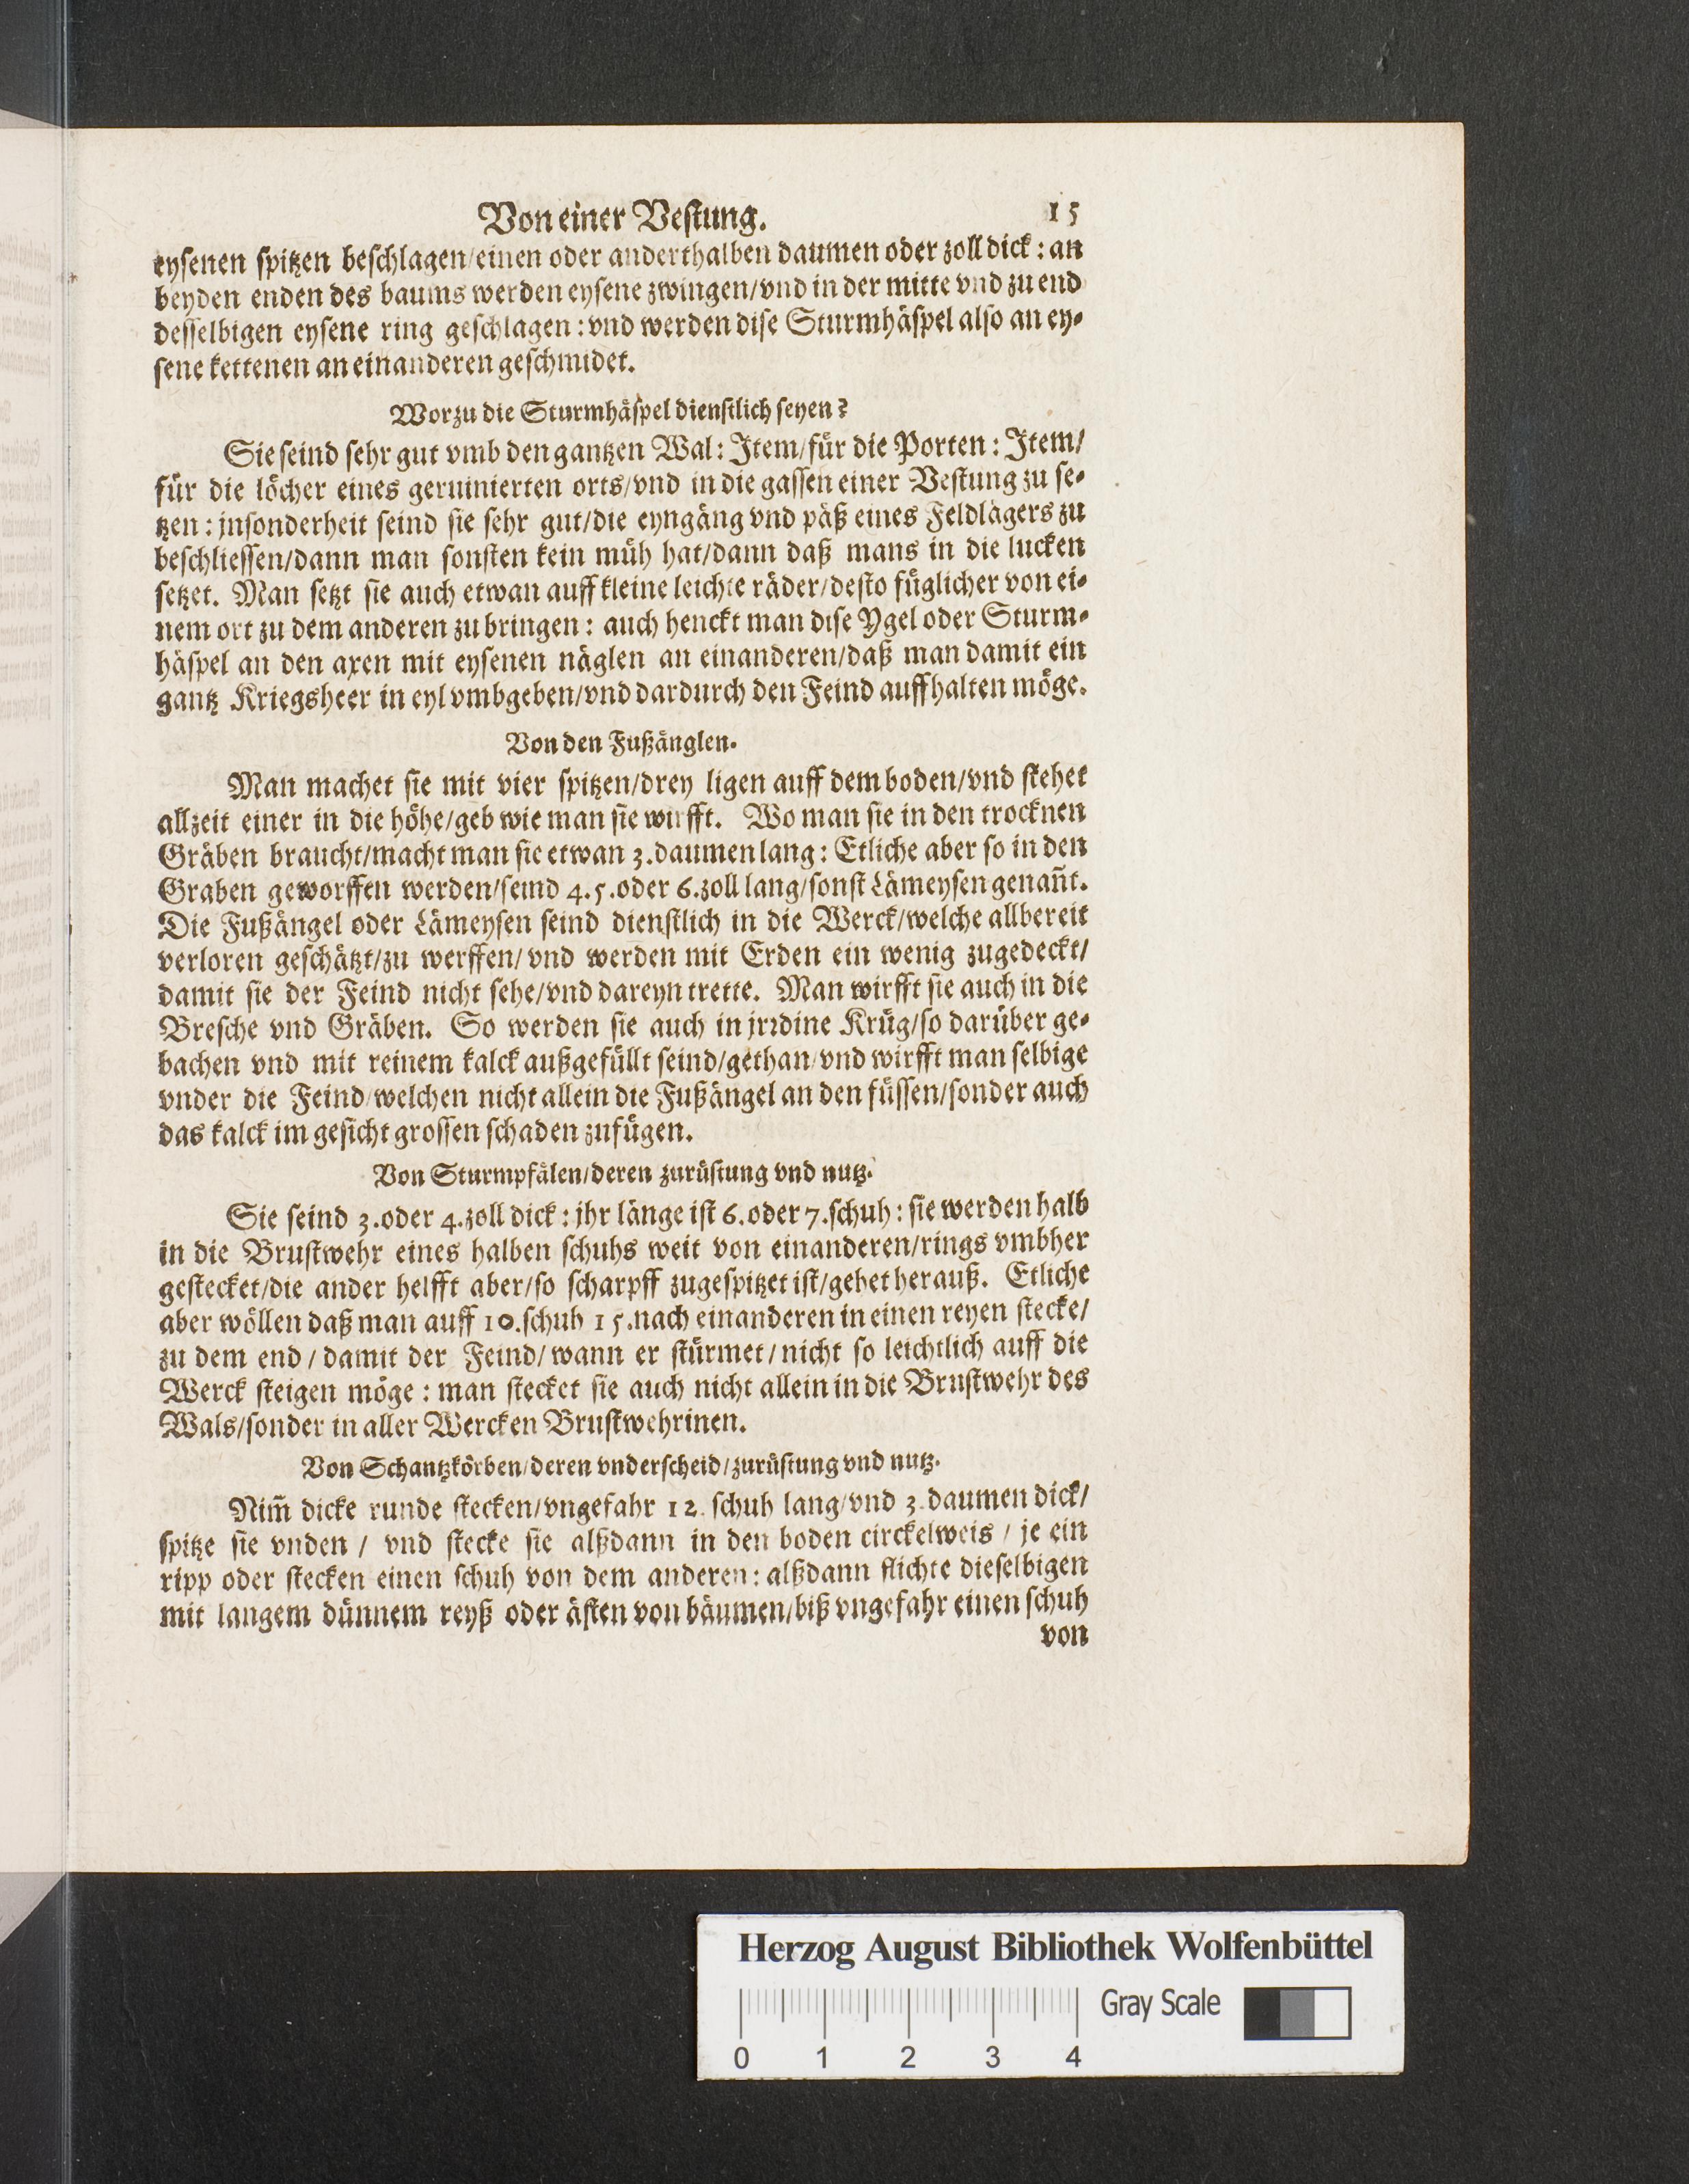 Von einer Vestung. 15
eysenen spitzen beschlagen/einen oder anderthalben daumen oder zoll dick: an
beyden enden des baums werden eysene zwingen/vnd in der mitte vnd zu end
desselbigen eysene ring geschlagen: vnd werden dise Sturmhäspel also an ey-
sene kettenen an einanderen geschmidet.
Worzu die Sturmhäspel dienstlich seyen?
Sie seind sehr gut vmb den gantzen Wal: Item/für die Porten: Item/
für die löcher eines geruinierten orts/vnd in die gassen einer Vestung zu se-
tzen: jnsonderheit seind sie sehr gut/die eyngäng vnd päß eines Feldlägers zu
beschliessen/dann man sonsten kein müh hat/dann daß mans in die lucken
setzet. Man setzt sie auch etwan auff kleine leichte räder/desto füglicher von ei-
nem ort zu dem anderen zu bringen: auch henckt man dise Ygel oder Sturm-
häspel an den axen mit eysenen näglen an einanderen/daß man damit ein
gantz Kriegsheer in eyl vmbgeben/vnd dardurch den Feind auffhalten möge.
Von den Fußänglen.
Man machet sie mit vier spitzen/drey ligen auff dem boden/vnd stehet
allzeit einer in die höhe/geb wie man sie wirfft. Wo man sie in den trocknen
Gräben braucht/macht man sie etwan 3. daumen lang: Etliche aber so in den
Graben geworffen werden/seind 4. 5. oder 6. zoll lang/sonst Lämeysen genañt.
Die Fußängel oder Lämeysen seind dienstlich in die Werck/welche allbereit
verloren geschätzt/zu werffen/vnd werden mit Erden ein wenig zugedeckt/
damit sie der Feind nicht sehe/vnd dareyn trette. Man wirfft sie auch in die
Bresche vnd Gräben. So werden sie auch in jrrdine Krüg/so darüber ge-
bachen vnd mit reinem kalck außgefüllt seind/gethan/vnd wirfft man selbige
vnder die Feind/welchen nicht allein die Fußängel an den füssen/sonder auch
das kalck im gesicht grossen schaden zufügen.
Von Sturmpfälen/deren zurüstung vnd nutz.
Sie seind 3. oder 4. zoll dick: ihr länge ist 6. oder 7. schuh: sie werden halb
in die Brustwehr eines halben schuhs weit von einanderen/rings vmbher
gestecket/die ander helfft aber/so scharpff zugespitzet ist/gehet herauß. Etliche
aber wöllen daß man auff 10. schuh 15. nach einanderen in einen reyen stecke/
zu dem end / damit der Feind/ wann er stürmet / nicht so leichtlich auff die
Werck steigen möge: man stecket sie auch nicht allein in die Brustwehr des
Wals/sonder in aller Wercken Brustwehrinen.
Von Schantzkörben/deren vnderscheid/zurüstung vnd nutz.
Nim̃ dicke runde stecken/vngefahr 12. schuh lang/vnd 3. daumen dick/
spitze sie vnden / vnd stecke sie alßdann in den boden circkelweis / je ein
ripp oder stecken einen schuh von dem anderen: alßdann flichte dieselbigen
mit langem dünnem reyß oder ästen von bäumen/biß vngefahr einen schuh
von
Herzog August Bibliothek Wolfenbüttel
Gray Scale
0 1 2 3 4